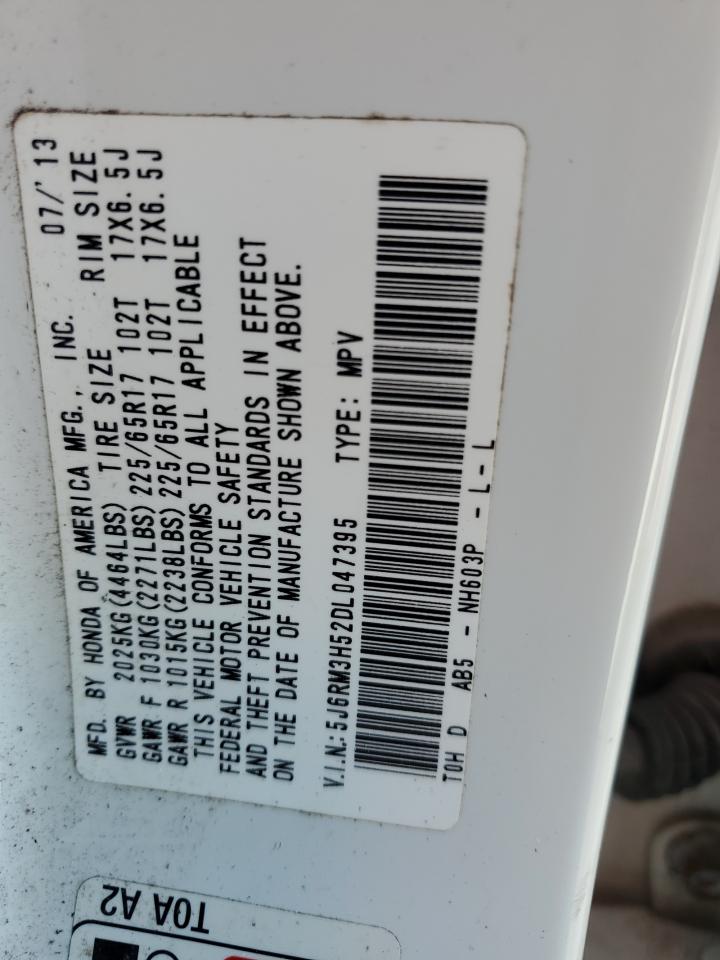 MFD. BY HONDA OF AMERICA MFG., INC. 07/'13
GVWR 2025KG(4464LBS) TIRE SIZE RIM SIZE
GAWR F 1030KG(2271LBS)225/65R17 102T 17X6.5J
GAWR R 1015KG(2238LBS)225/65R17 102T 17X6.5J
THIS VEHICLE CONFORMS TO ALL APPLICABLE
FEDERAL MOTOR VEHICLE SAFETY
AND THEFT PREVENTION STANDARDS IN EFFECT
ON THE DATE OF MANUFACTURE SHOWN ABOVE.
V.I.N.: 5J6RM3H52DL047395 TYPE: MPV
T0H D AB5 - NH603P - L - L
T0A A2